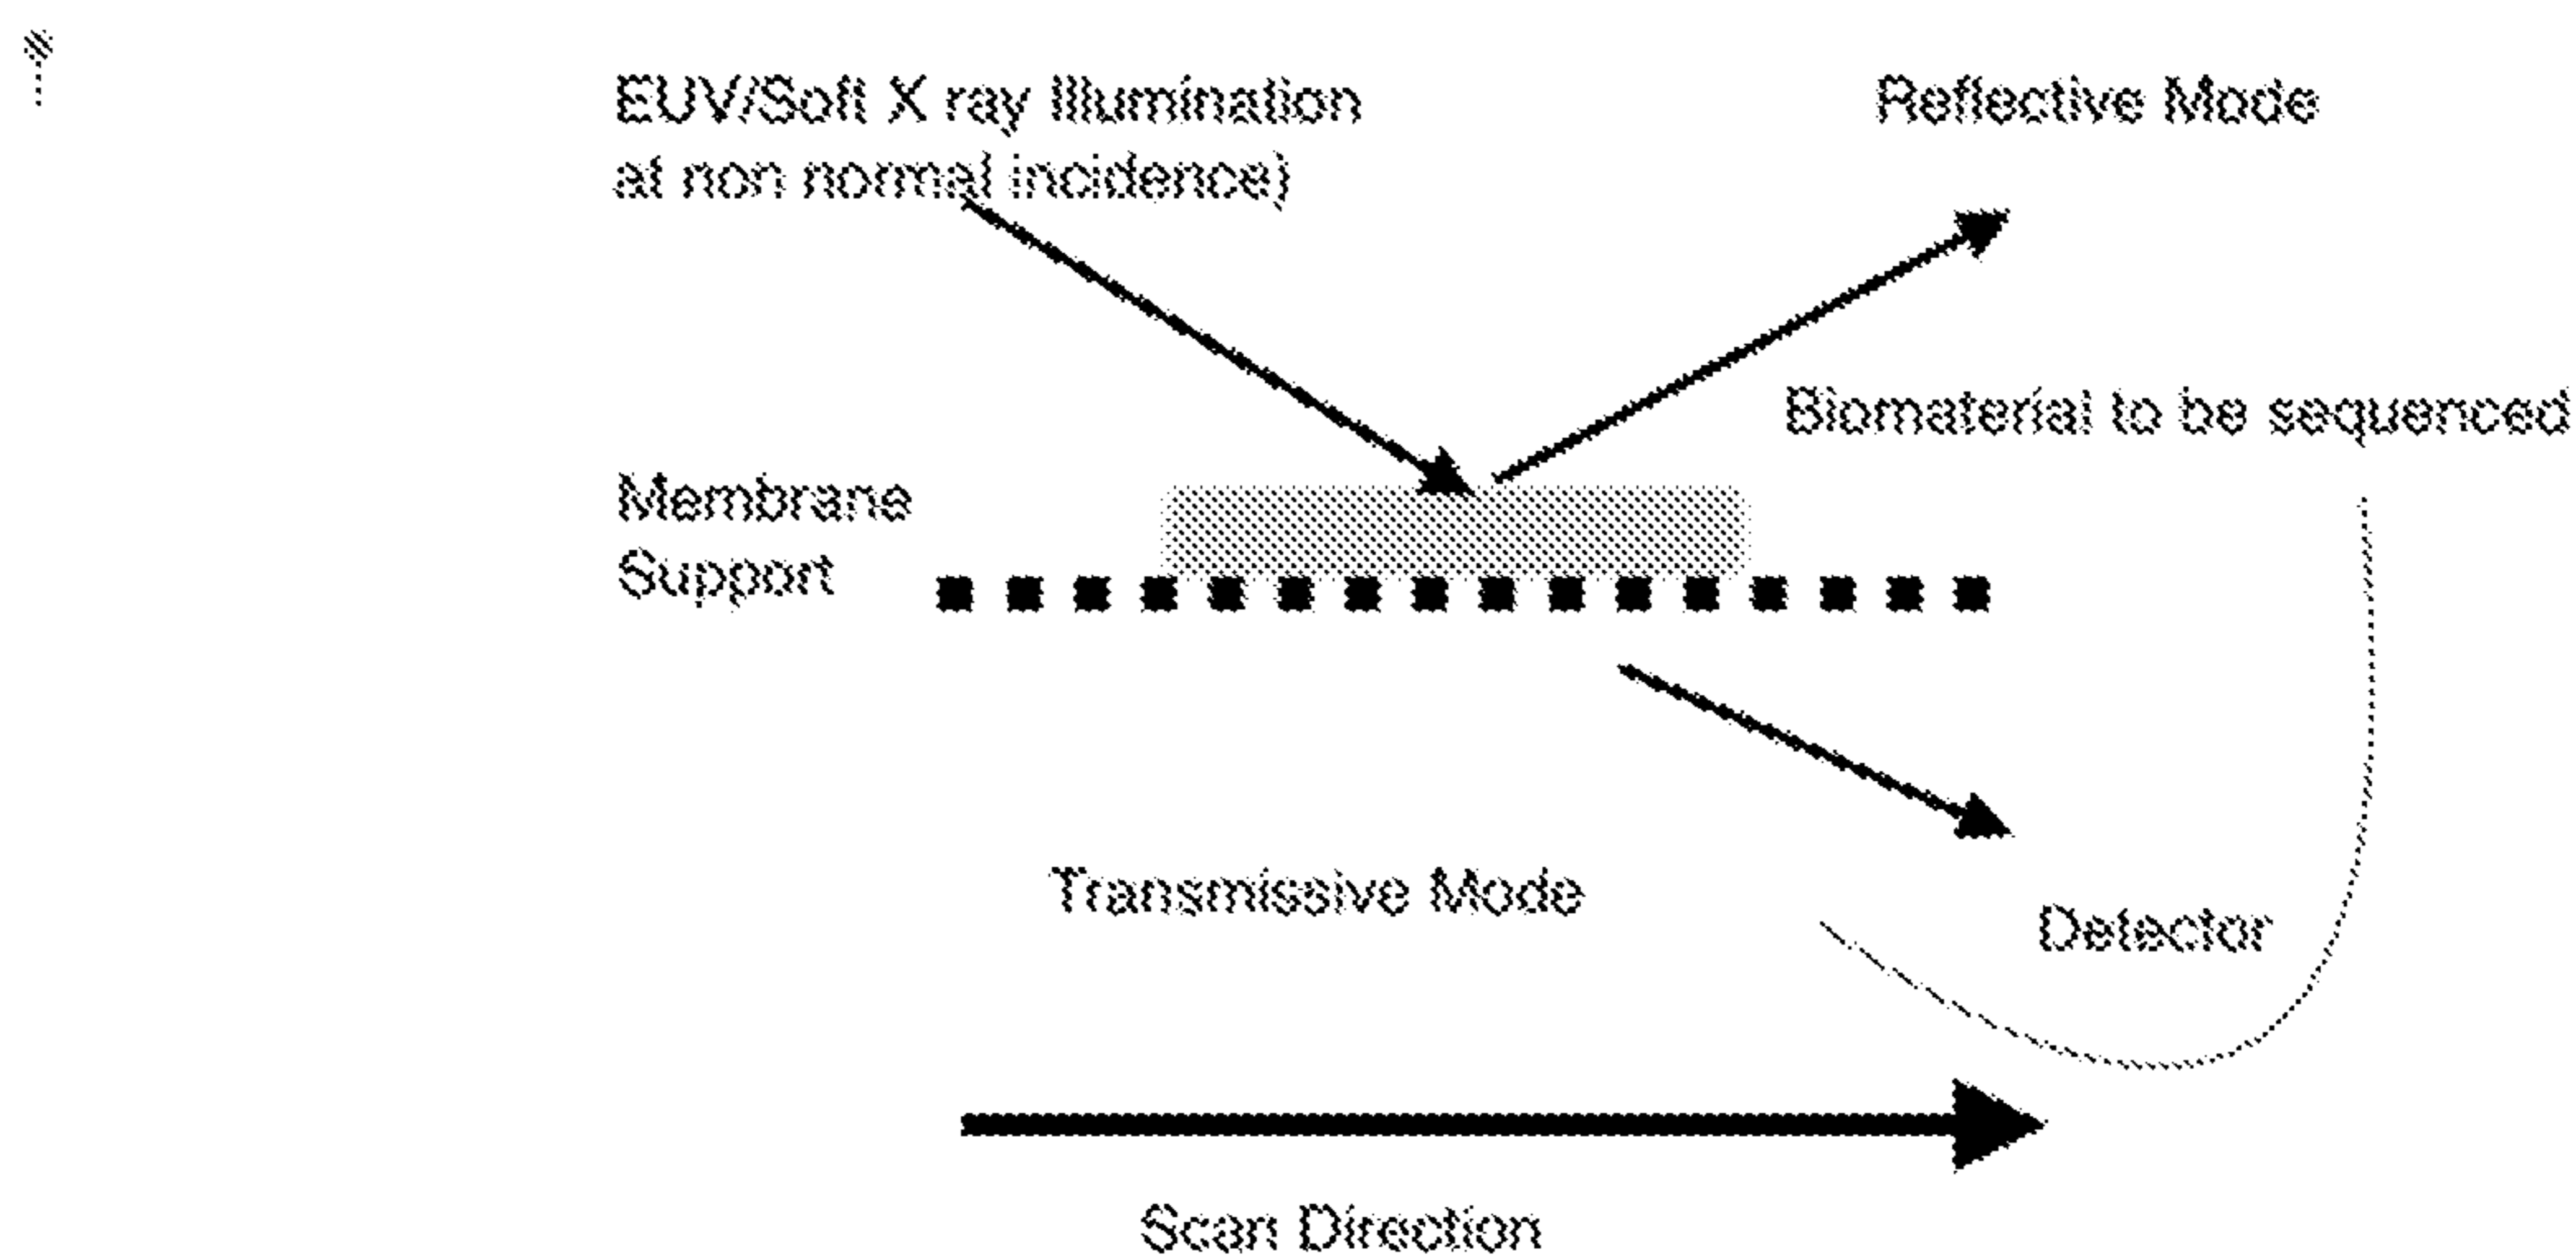 EUV/Soft X ray Illumination
at non normal incidence)
Reflective Mode
Biomaterial to be sequenced
Membrane
Support
Transmissive Mode
Detector
Scan Direction